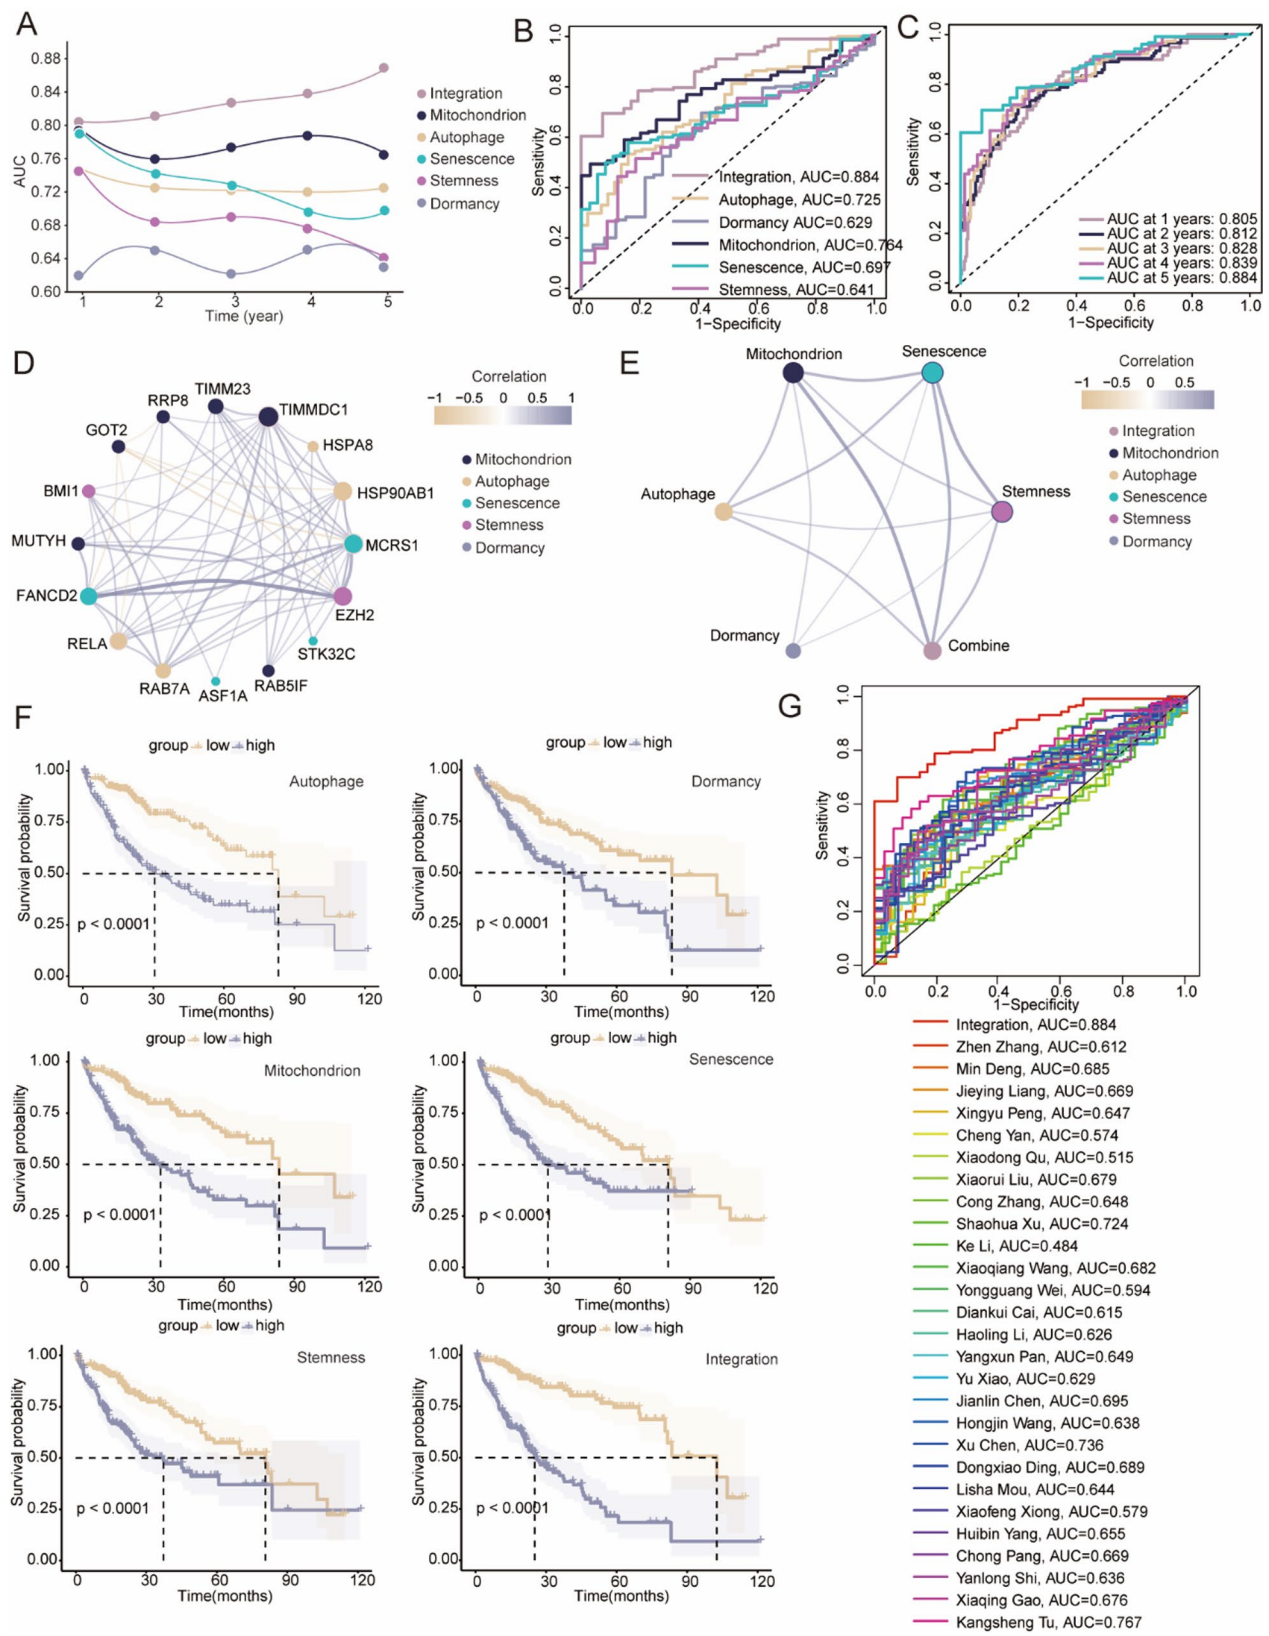 A
0.88
0.84
0.80
0.76
0.72
0.68
0.64
0.60
AUC
1 2 3 4 5
Time (year)
Integration
Mitochondrion
Autophage
Senescence
Stemness
Dormancy
B
1.0
0.8
0.6
0.4
0.2
0.0
Sensitivity
Integration, AUC=0.884
Autophage, AUC=0.725
Dormancy AUC=0.629
Mitochondrion, AUC=0.764
Senescence, AUC=0.697
Stemness, AUC=0.641
0.0 0.2 0.4 0.6 0.8 1.0
1-Specificity
C
1.0
0.8
0.6
0.4
0.2
0.0
Sensitivity
AUC at 1 years: 0.805
AUC at 2 years: 0.812
AUC at 3 years: 0.828
AUC at 4 years: 0.839
AUC at 5 years: 0.884
0.0 0.2 0.4 0.6 0.8 1.0
1-Specificity
D
TIMM23
RRP8
TIMMDC1
GOT2
HSPA8
BMI1
HSP90AB1
MUTYH
MCRS1
FANCD2
EZH2
RELA
STK32C
RAB7A
ASF1A
RAB5IF
Correlation
-1 -0.5 0 0.5 1
Mitochondrion
Autophage
Senescence
Stemness
Dormancy
E
Mitochondrion
Senescence
Autophage
Stemness
Dormancy
Combine
Correlation
-1 -0.5 0 0.5
Integration
Mitochondrion
Autophage
Senescence
Stemness
Dormancy
F
group low high
Autophage
1.00
0.75
0.50
0.25
0.00
Survival probability
p < 0.0001
0 30 60 90 120
Time(months)
group low high
Dormancy
1.00
0.75
0.50
0.25
0.00
Survival probability
p < 0.0001
0 30 60 90 120
Time(months)
group low high
Mitochondrion
1.00
0.75
0.50
0.25
0.00
Survival probability
p < 0.0001
0 30 60 90 120
Time(months)
group low high
Senescence
1.00
0.75
0.50
0.25
0.00
Survival probability
p < 0.0001
0 30 60 90 120
Time(months)
group low high
Stemness
1.00
0.75
0.50
0.25
0.00
Survival probability
p < 0.0001
0 30 60 90 120
Time(months)
group low high
Integration
1.00
0.75
0.50
0.25
0.00
Survival probability
p < 0.0001
0 30 60 90 120
Time(months)
G
1.0
0.8
0.6
0.4
0.2
0.0
Sensitivity
0.0 0.2 0.4 0.6 0.8 1.0
1-Specificity
Integration, AUC=0.884
Zhen Zhang, AUC=0.612
Min Deng, AUC=0.685
Jieying Liang, AUC=0.669
Xingyu Peng, AUC=0.647
Cheng Yan, AUC=0.574
Xiaodong Qu, AUC=0.515
Xiaorui Liu, AUC=0.679
Cong Zhang, AUC=0.648
Shaohua Xu, AUC=0.724
Ke Li, AUC=0.484
Xiaoqiang Wang, AUC=0.682
Yongguang Wei, AUC=0.594
Diankui Cai, AUC=0.615
Haoling Li, AUC=0.626
Yangxun Pan, AUC=0.649
Yu Xiao, AUC=0.629
Jianlin Chen, AUC=0.695
Hongjin Wang, AUC=0.638
Xu Chen, AUC=0.736
Dongxiao Ding, AUC=0.689
Lisha Mou, AUC=0.644
Xiaofeng Xiong, AUC=0.579
Huibin Yang, AUC=0.655
Chong Pang, AUC=0.669
Yanlong Shi, AUC=0.636
Xiaqing Gao, AUC=0.676
Kangsheng Tu, AUC=0.767